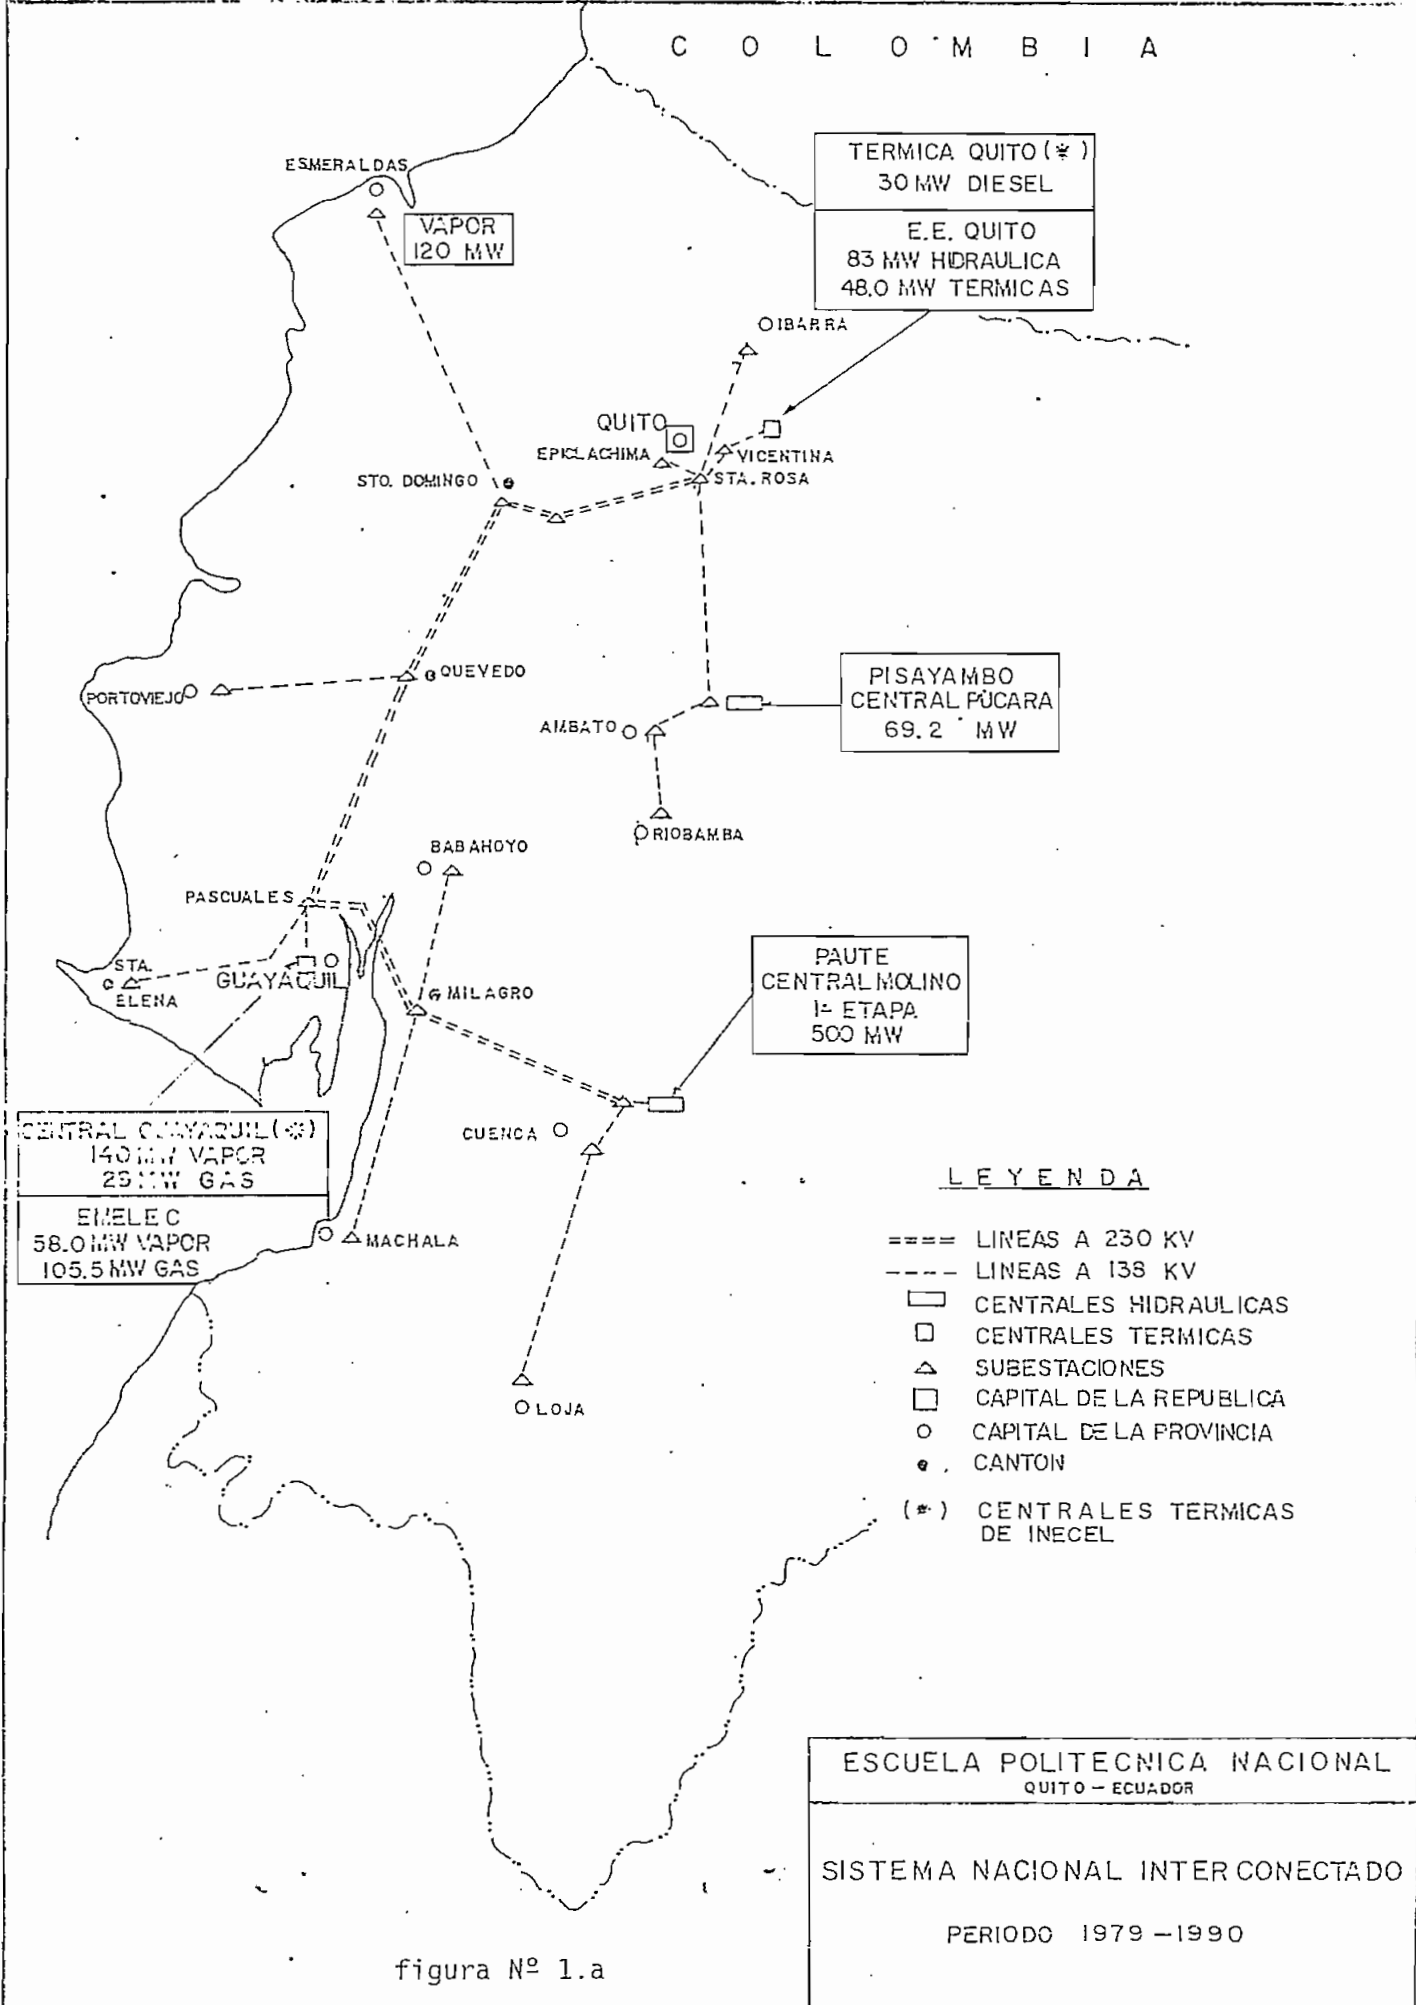 COLOMBIA
ESMERALDAS
VAPOR
120 MW
TERMICA QUITO (*)
30 MW DIESEL
E.E. QUITO
83 MW HIDRAULICA
48.0 MW TERMICAS
IBARRA
QUITO
EPICLACHIMA
VICENTINA
STA. ROSA
STO. DOMINGO
QUEVEDO
PORTOVIEJO
PISAYAMBO
CENTRAL PUCARA
69.2 MW
AMBATO
RIOBAMBA
BABAHOYO
PASCUALES
STA.
ELENA
GUAYAQUIL
MILAGRO
PAUTE
CENTRAL MOLINO
1ª ETAPA
500 MW
CUENCA
CENTRAL GUAYAQUIL (*)
140 MW VAPOR
MW GAS
EMELEC
58.0 MW VAPOR
105.5 MW GAS
MACHALA
LOJA
LEYENDA
==== LINEAS A 230 KV
---- LINEAS A 138 KV
CENTRALES HIDRAULICAS
CENTRALES TERMICAS
SUBESTACIONES
CAPITAL DE LA REPUBLICA
CAPITAL DE LA PROVINCIA
CANTON
(*) CENTRALES TERMICAS
DE INECEL
ESCUELA POLITECNICA NACIONAL
QUITO – ECUADOR
SISTEMA NACIONAL INTERCONECTADO
PERIODO 1979 – 1990
figura Nº 1.a